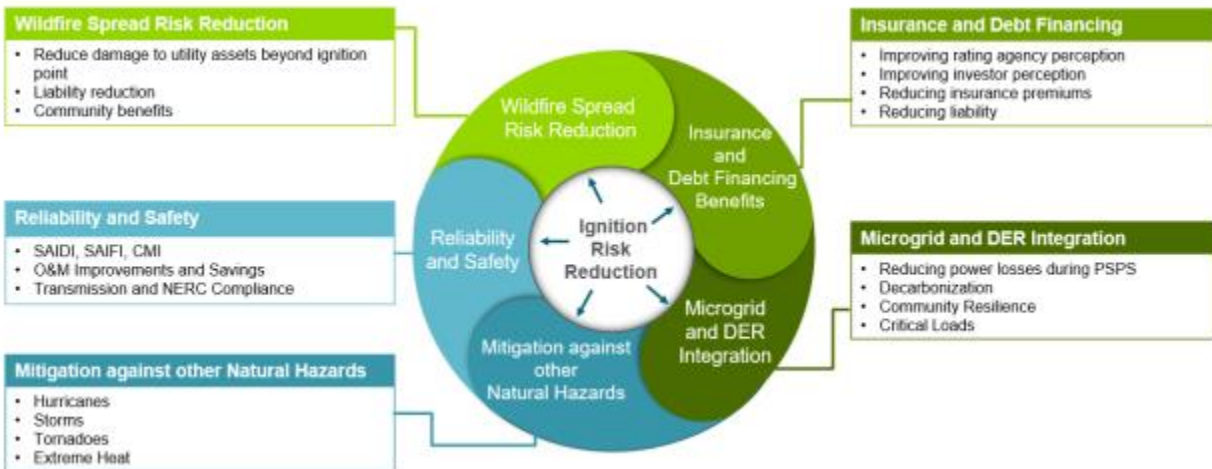 Wildfire Spread Risk Reduction
• Reduce damage to utility assets beyond ignition
point
• Liability reduction
• Community benefits
Reliability and Safety
• SAIDI, SAIFI, CMI
• O&M Improvements and Savings
• Transmission and NERC Compliance
Mitigation against other Natural Hazards
• Hurricanes
• Storms
• Tornadoes
• Extreme Heat
Wildfire Spread
Risk Reduction
Insurance
and
Debt Financing
Benefits
Reliability
and Safety
Ignition
Risk
Reduction
Microgrid
and DER
Integration
Mitigation against
other
Natural Hazards
Insurance and Debt Financing
• Improving rating agency perception
• Improving investor perception
• Reducing insurance premiums
• Reducing liability
Microgrid and DER Integration
• Reducing power losses during PSPS
• Decarbonization
• Community Resilience
• Critical Loads